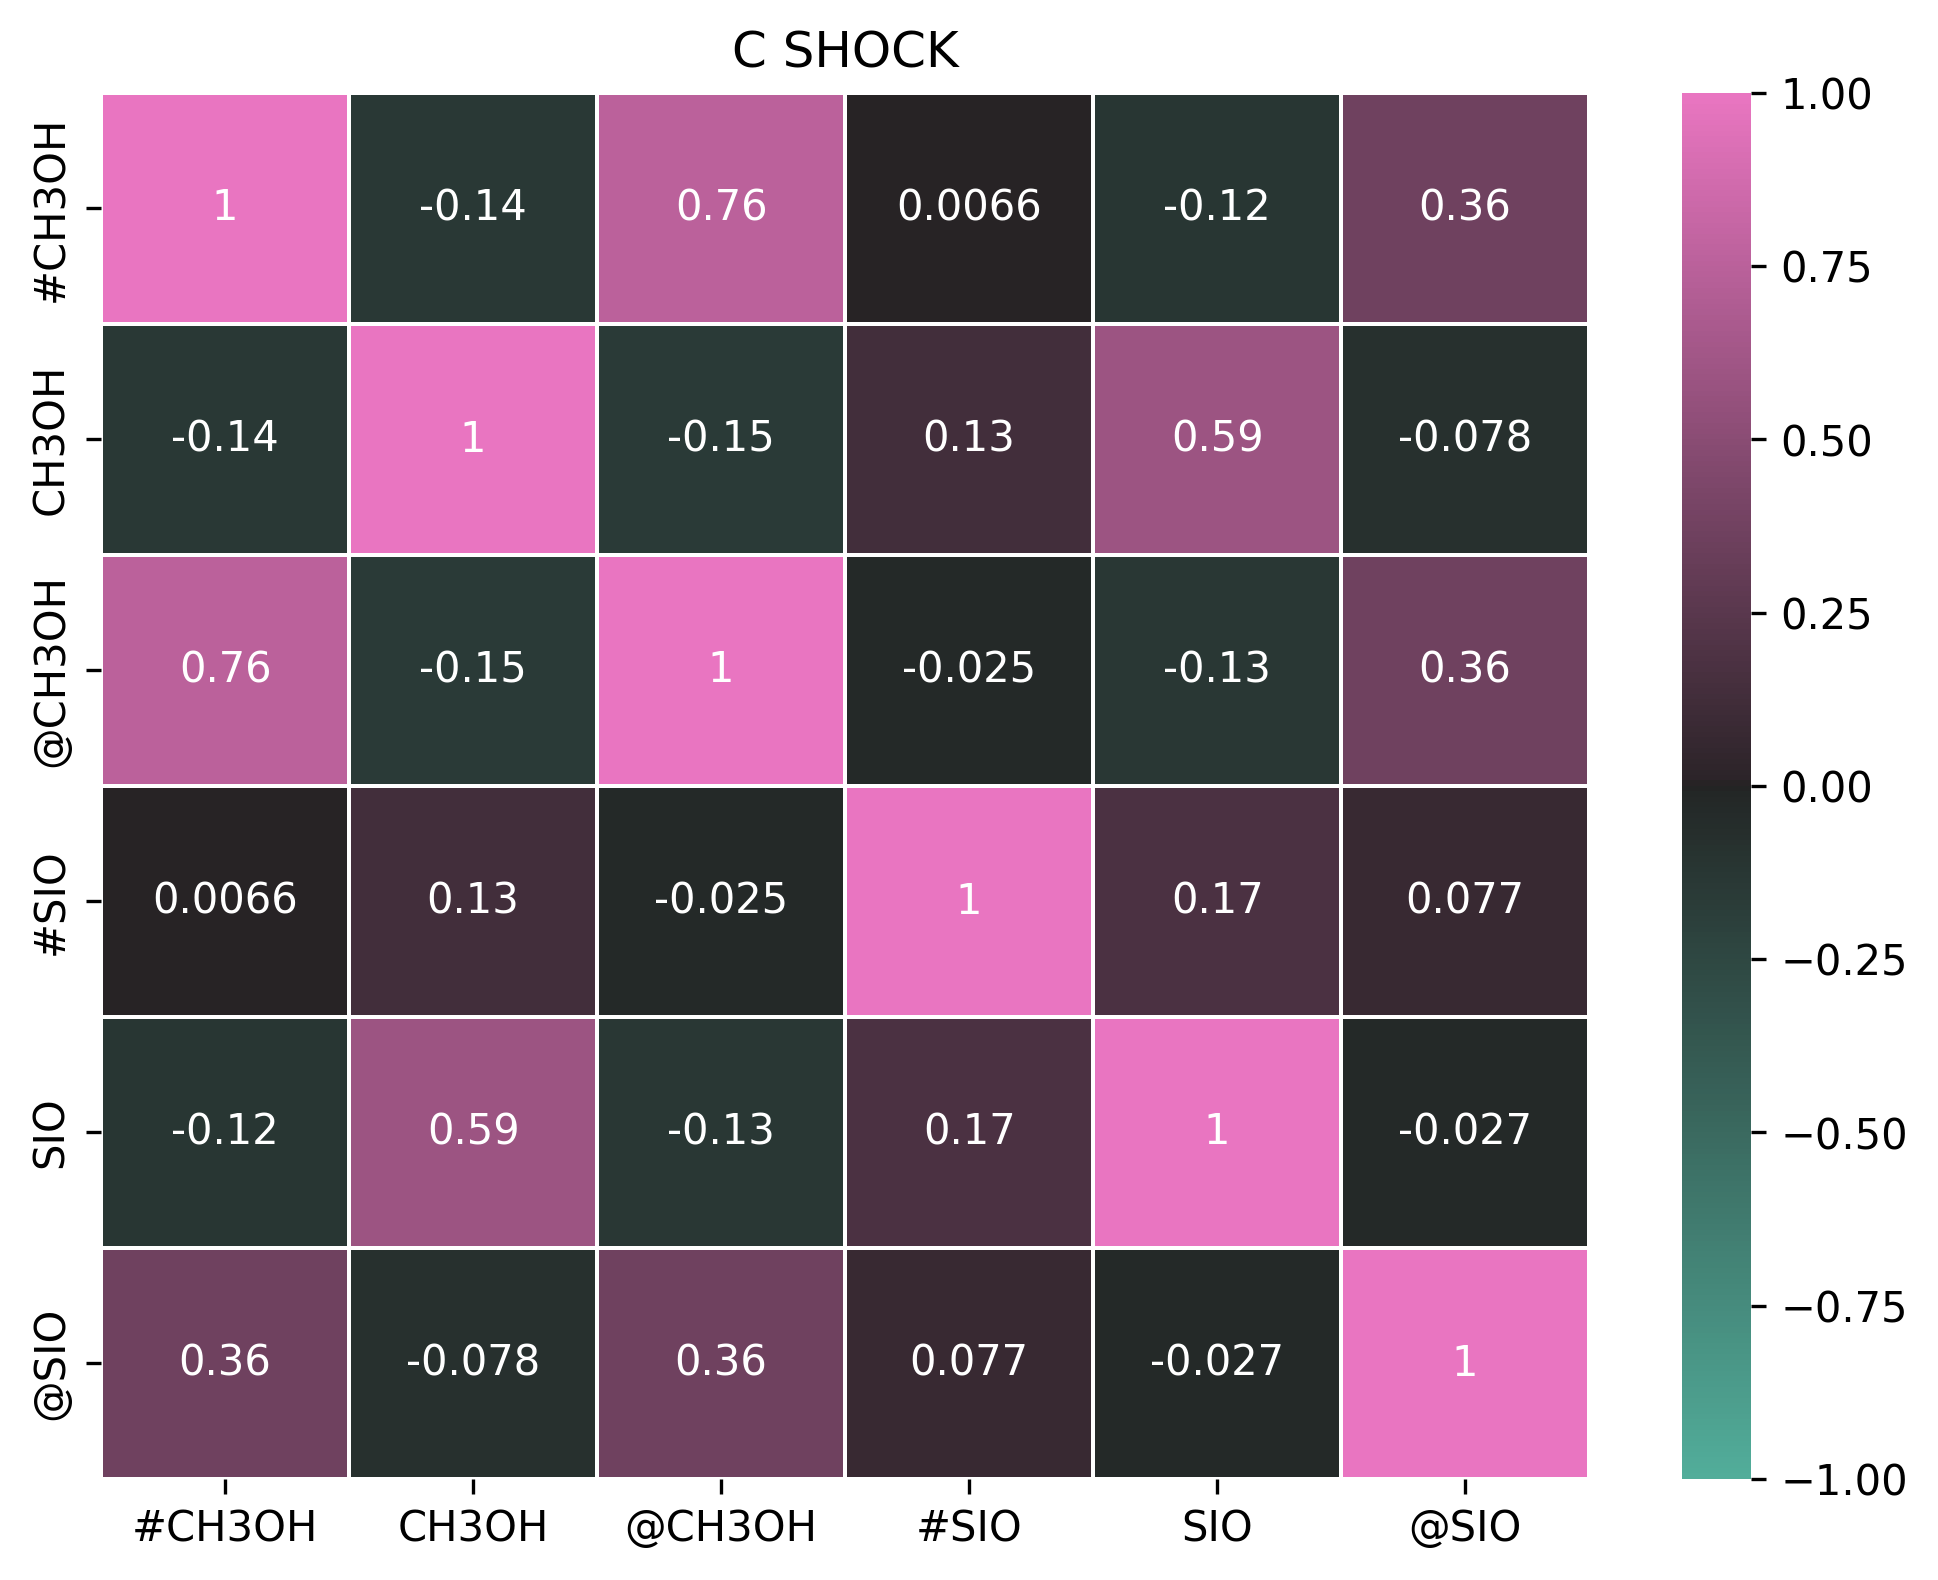 C SHOCK
#CH3OH 1 -0.14 0.76 0.0066 -0.12 0.36
CH3OH -0.14 1 -0.15 0.13 0.59 -0.078
@CH3OH 0.76 -0.15 1 -0.025 -0.13 0.36
#SIO 0.0066 0.13 -0.025 1 0.17 0.077
SIO -0.12 0.59 -0.13 0.17 1 -0.027
@SIO 0.36 -0.078 0.36 0.077 -0.027 1
#CH3OH CH3OH @CH3OH #SIO SIO @SIO
1.00
0.75
0.50
0.25
0.00
−0.25
−0.50
−0.75
−1.00